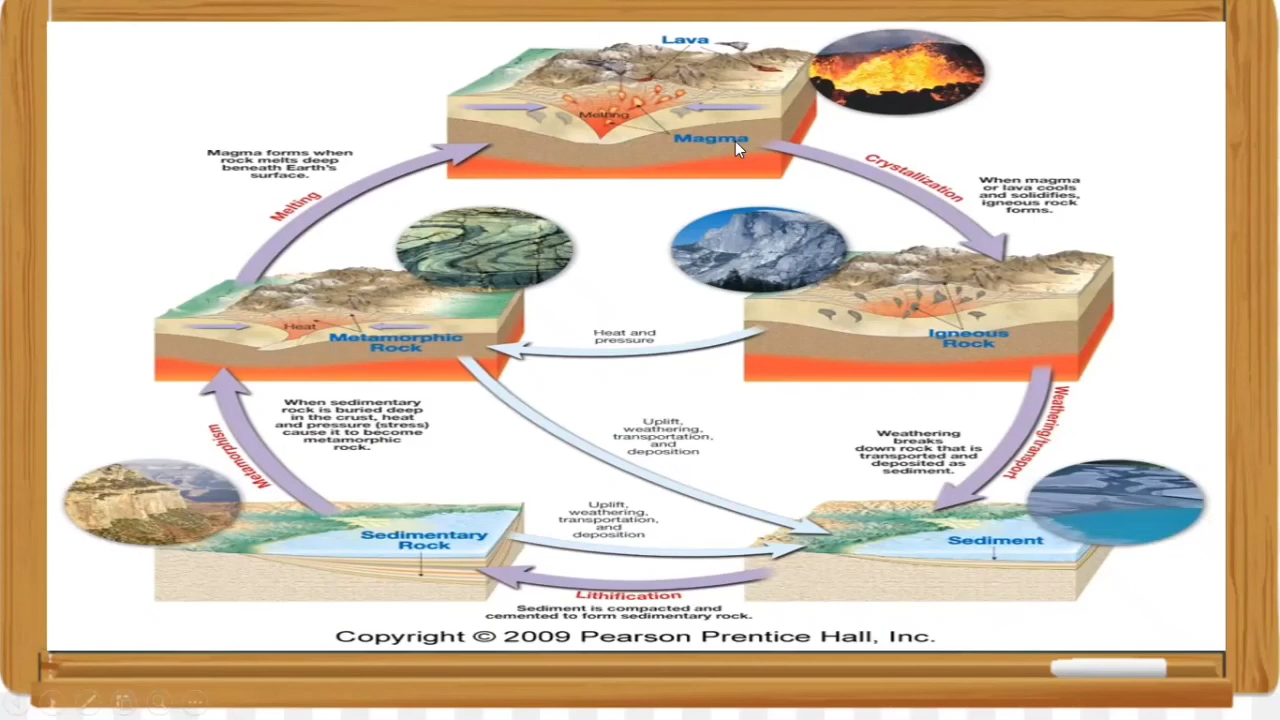 Lava
Melting
Magma
Magma forms when
rock melts deep
beneath Earth's
surface.
Melting
Crystallization
When magma
or lava cools
and solidifies,
igneous rock
forms.
Heat
Metamorphic
Rock
Heat and
pressure
Igneous
Rock
When sedimentary
rock is buried deep
in the crust, heat
and pressure (stress)
cause it to become
metamorphic
rock.
Metamorphism
Uplift,
weathering,
transportation,
and
deposition
Weathering
breaks
down rock that is
transported and
deposited as
sediment.
Weathering/transport
Sedimentary
Rock
Uplift,
weathering,
transportation,
and
deposition
Sediment
Lithification
Sediment is compacted and
cemented to form sedimentary rock.
Copyright © 2009 Pearson Prentice Hall, Inc.